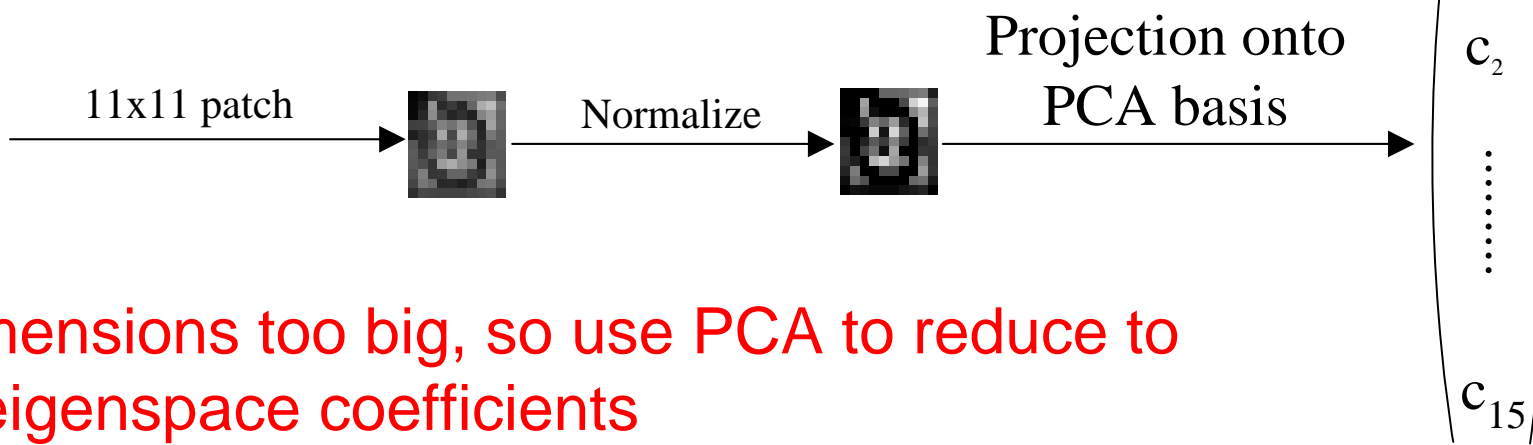 11x11 patch
Normalize
Projection onto
PCA basis
c₂
mensions too big, so use PCA to reduce to
eigenspace coefficients
c₁₅